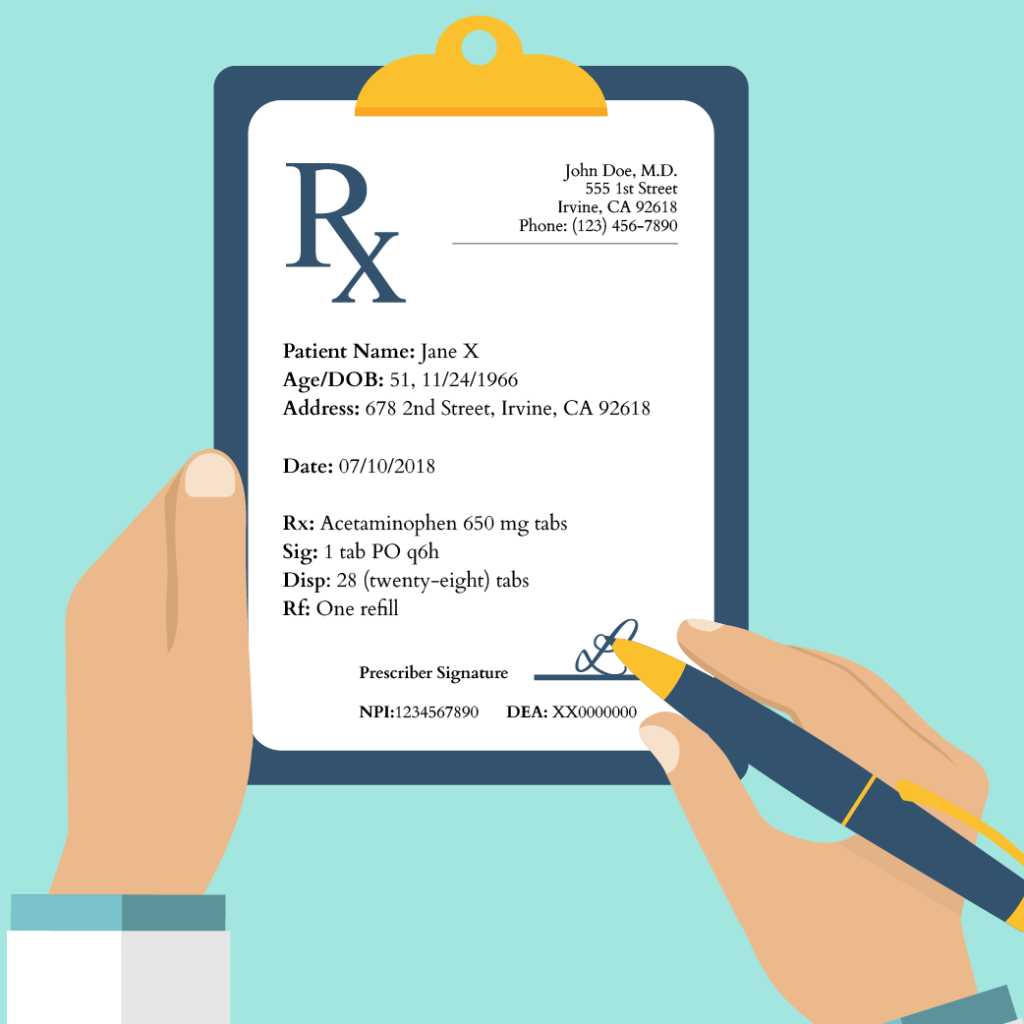 Rx
John Doe, M.D.
555 1st Street
Irvine, CA 92618
Phone: (123) 456-7890
Patient Name: Jane X
Age/DOB: 51, 11/24/1966
Address: 678 2nd Street, Irvine, CA 92618
Date: 07/10/2018
Rx: Acetaminophen 650 mg tabs
Sig: 1 tab PO q6h
Disp: 28 (twenty-eight) tabs
Rf: One refill
Prescriber Signature
NPI:1234567890 DEA: XX0000000